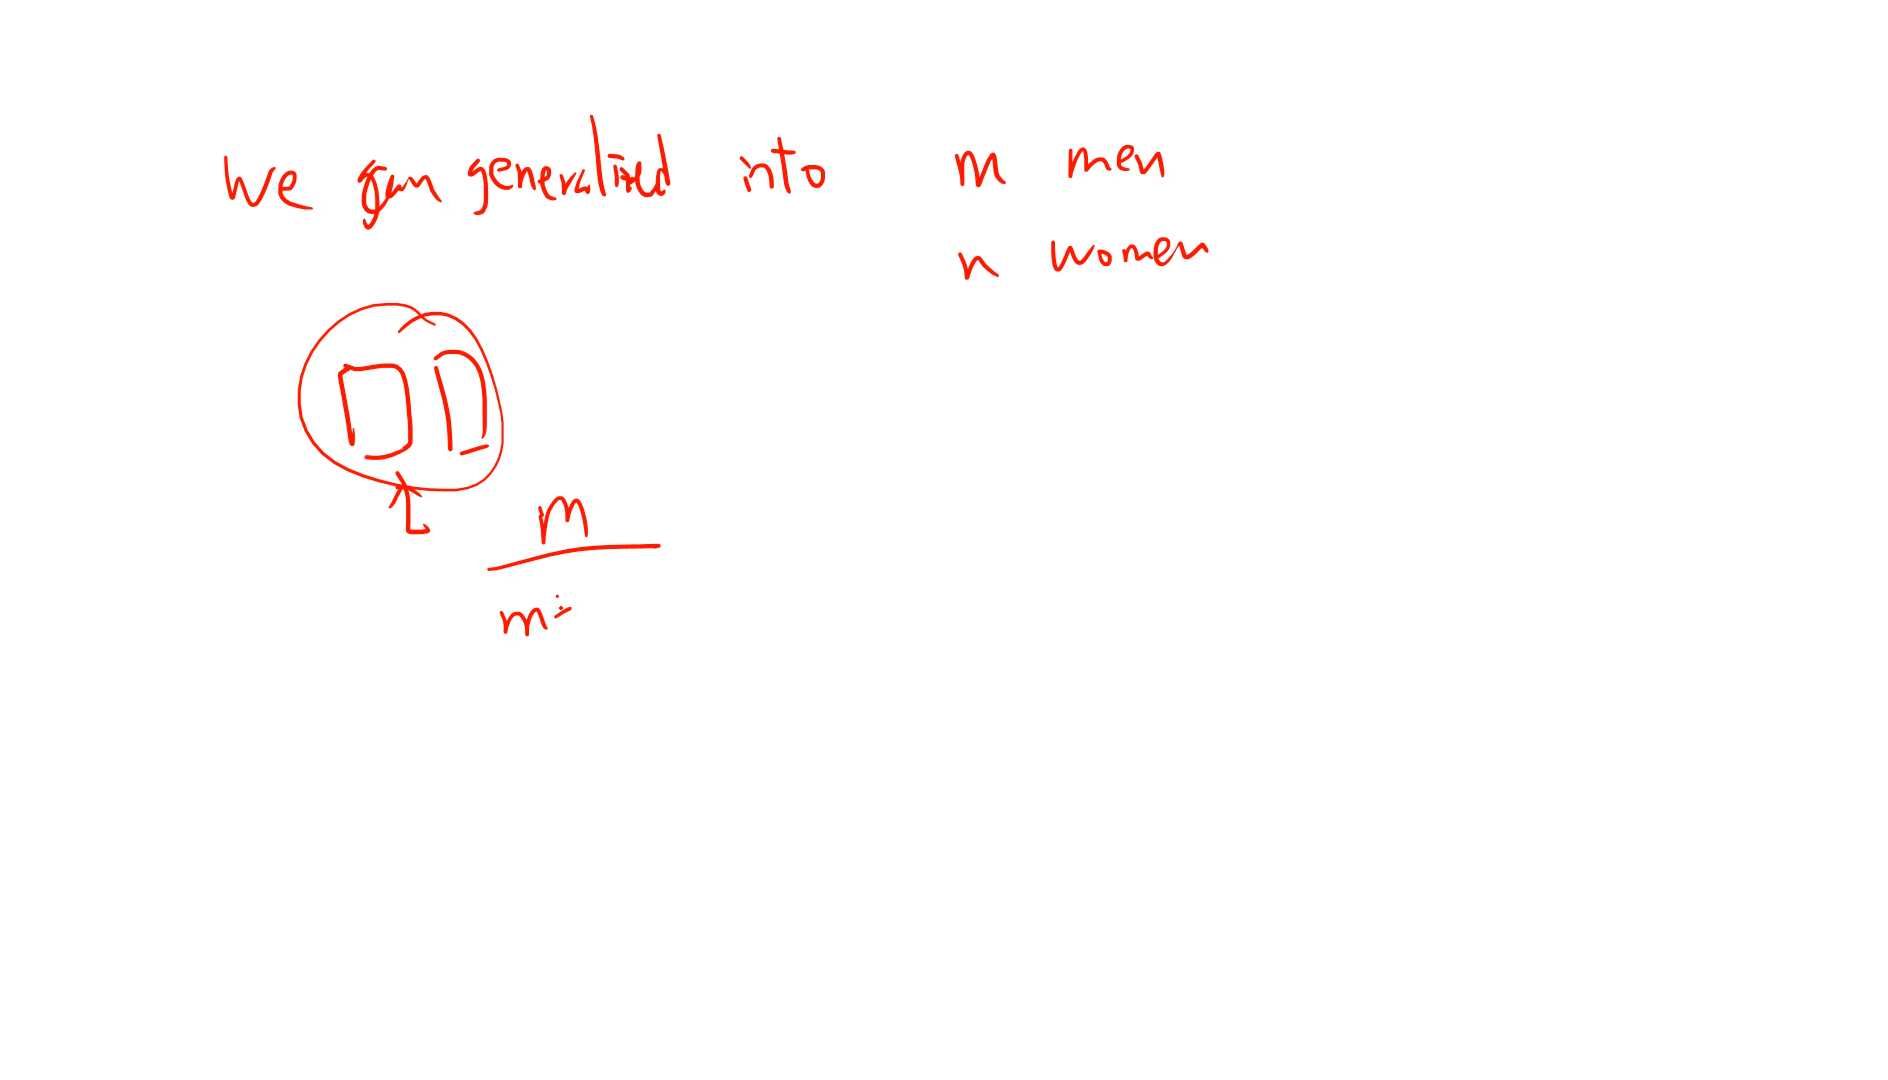 We can generalized into m men
n women
m
m